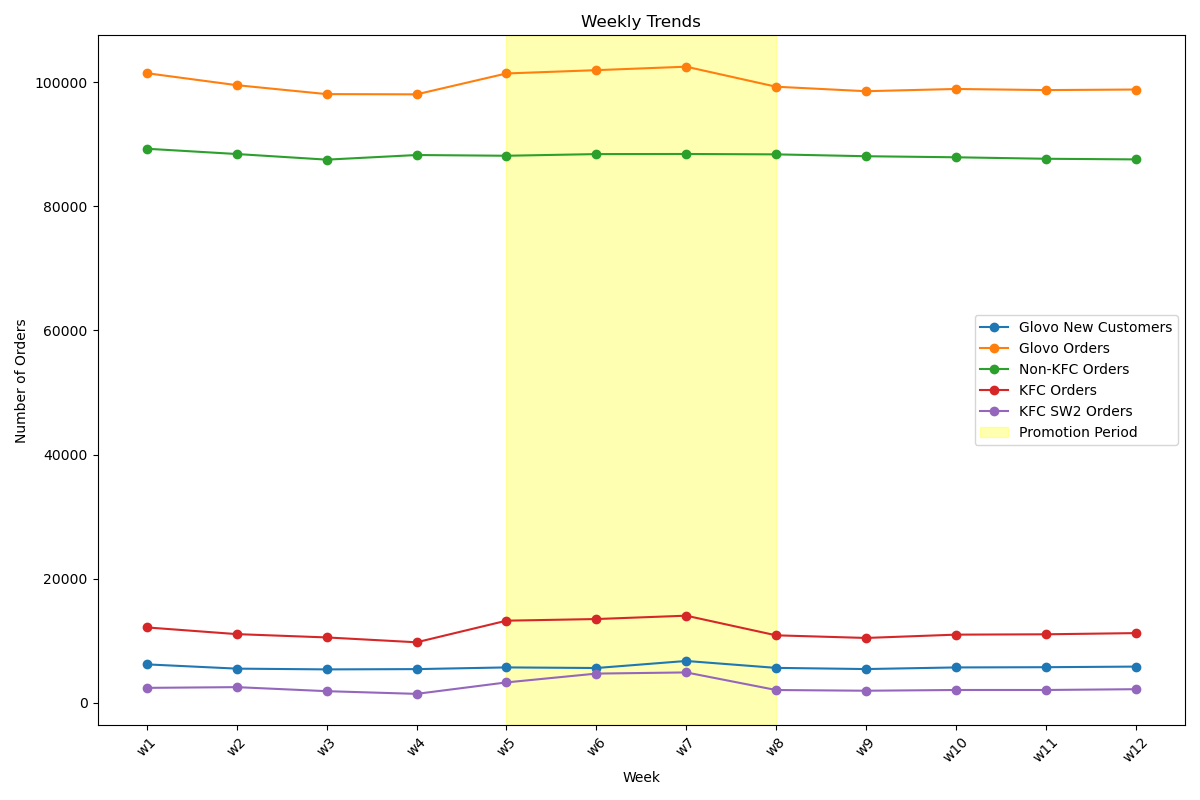 Weekly Trends
100000
80000
60000
40000
20000
0
Number of Orders
Glovo New Customers
Glovo Orders
Non-KFC Orders
KFC Orders
KFC SW2 Orders
Promotion Period
w1 w2 w3 w4 w5 w6 w7 w8 w9 w10 w11 w12
Week